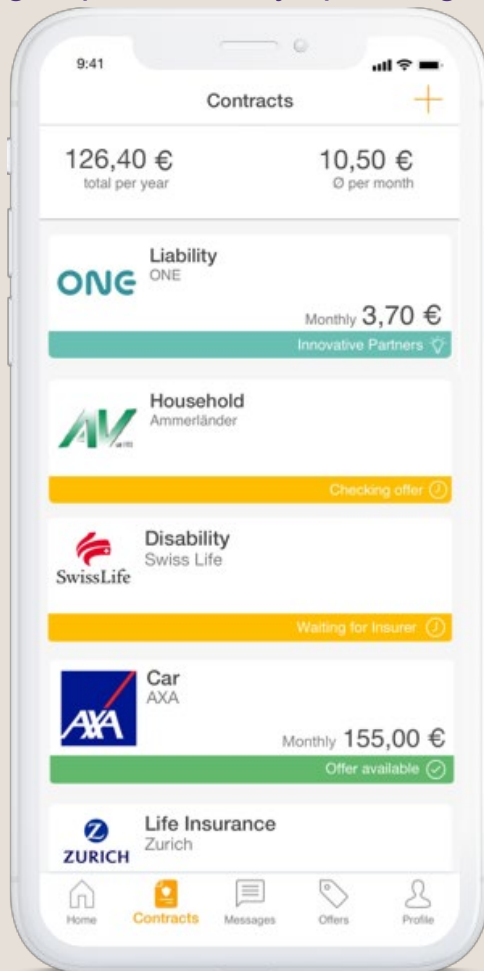 9:41
Contracts
126,40 €
total per year
10,50 €
Ø per month
Liability
ONE
ONE
Monthly 3,70 €
Innovative Partners
Household
Ammerländer
AV
Checking offer
Disability
Swiss Life
SwissLife
Waiting for Insurer
Car
AXA
AXA
Monthly 155,00 €
Offer available
Life Insurance
Zurich
ZURICH
Home
Contracts
Messages
Offers
Profile